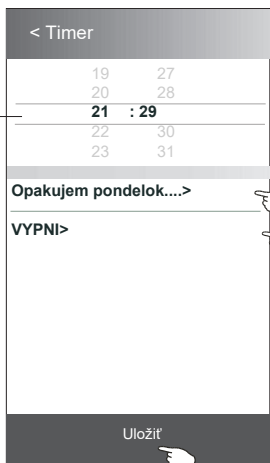 < Timer
19 27
20 28
21 : 29
22 30
23 31
Opakujem pondelok....>
VYPNI>
Uložiť